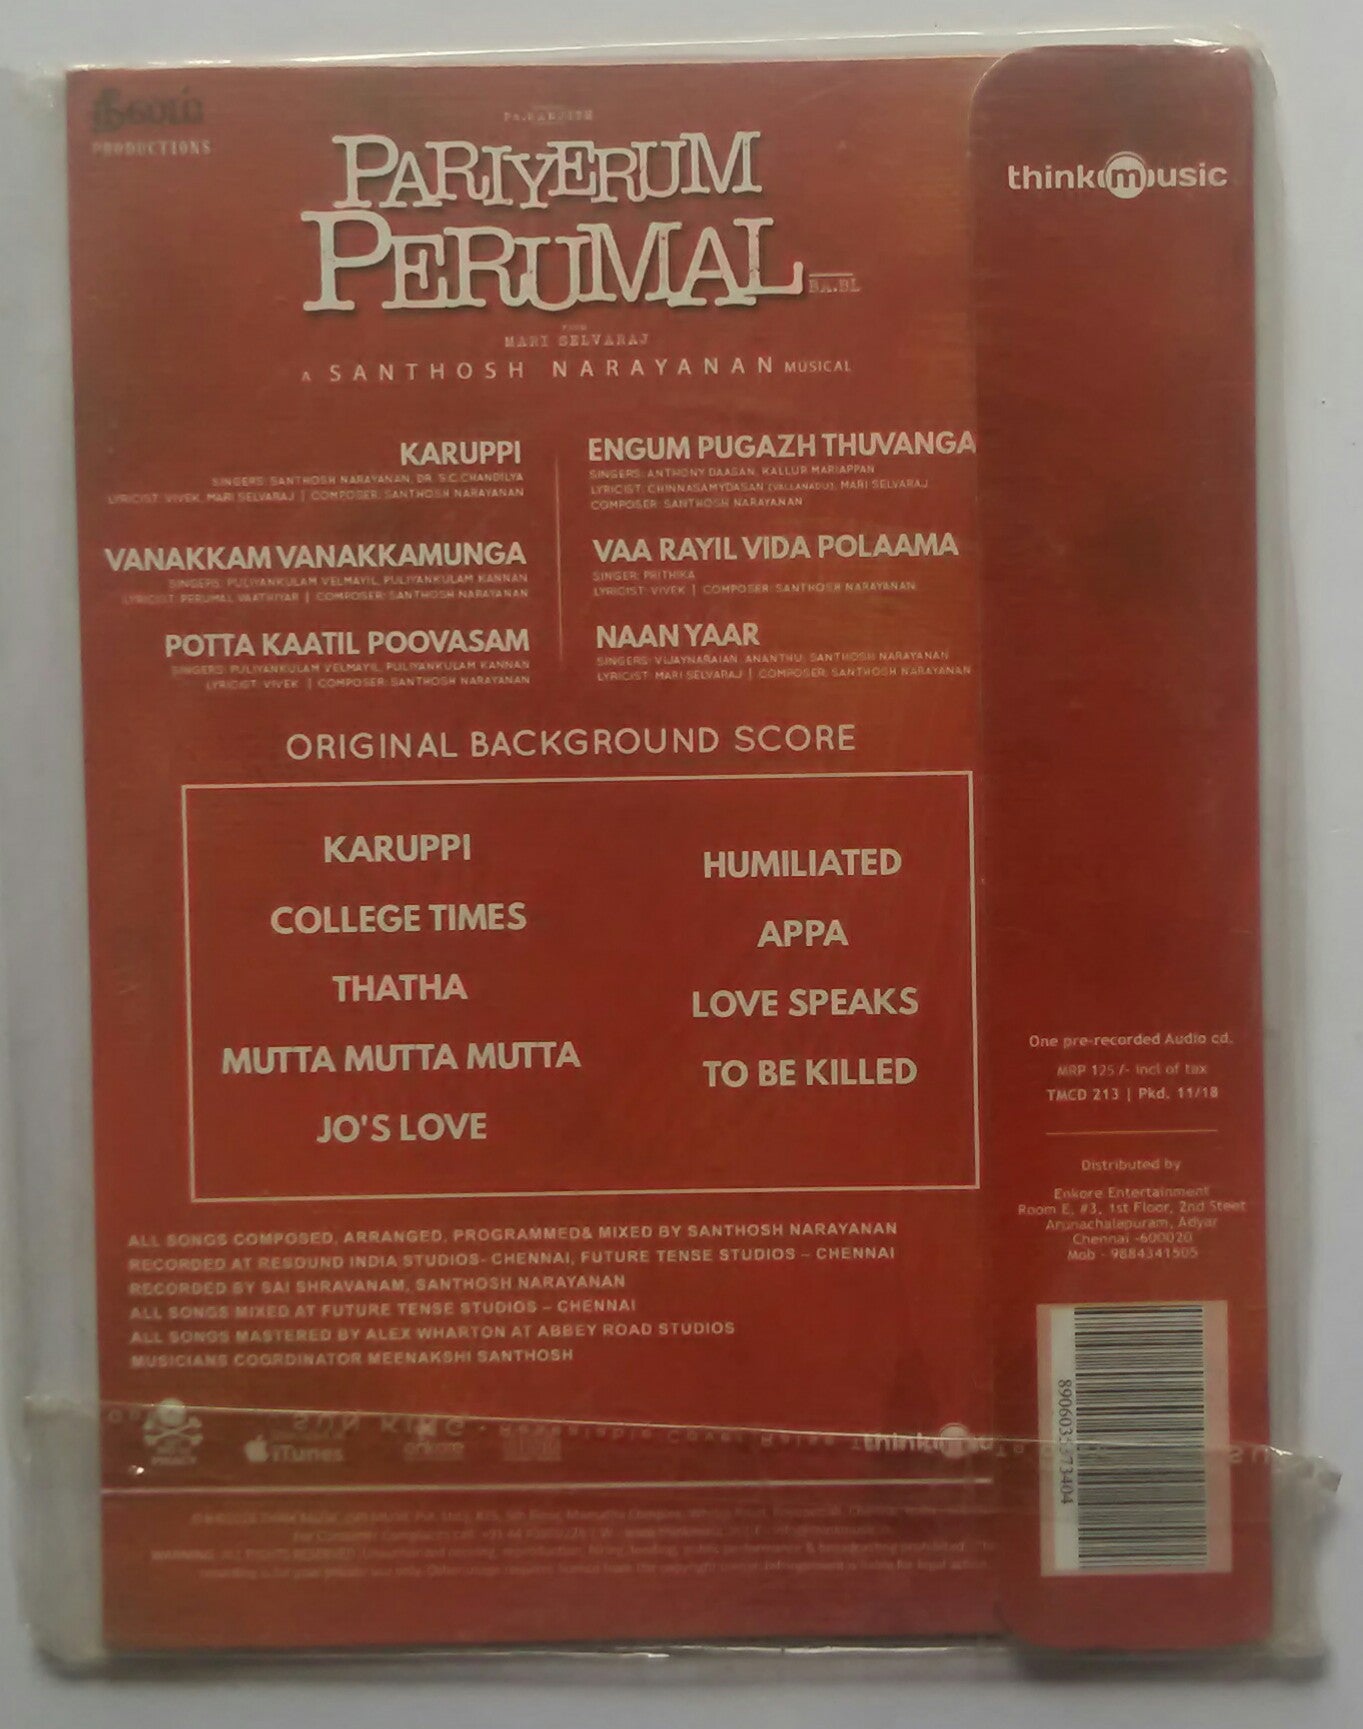 நீலம்
PRODUCTIONS
PA.RANJITH
PARIYERUM
PERUMAL
BA.BL
FROM
MARI SELVARAJ
A SANTHOSH NARAYANAN MUSICAL
KARUPPI
SINGERS: SANTHOSH NARAYANAN, DR. S.C.CHANDILYA
LYRICIST: VIVEK, MARI SELVARAJ | COMPOSER: SANTHOSH NARAYANAN
VANAKKAM VANAKKAMUNGA
SINGERS: PULIYANKULAM VELMAYIL, PULIYANKULAM KANNAN
LYRICIST: PERUMAL VAATHIYAR | COMPOSER: SANTHOSH NARAYANAN
POTTA KAATIL POOVASAM
SINGERS: PULIYANKULAM VELMAYIL, PULIYANKULAM KANNAN
LYRICIST: VIVEK | COMPOSER: SANTHOSH NARAYANAN
ENGUM PUGAZH THUVANGA
SINGERS: ANTHONY DAASAN, KALLUR MARIAPPAN
LYRICIST: CHINNASAMYDASAN (VALLANADU), MARI SELVARAJ
COMPOSER: SANTHOSH NARAYANAN
VAA RAYIL VIDA POLAAMA
SINGER: PRITHIKA
LYRICIST: VIVEK | COMPOSER: SANTHOSH NARAYANAN
NAAN YAAR
SINGERS: VIJAYNARAIAN, ANANTHU, SANTHOSH NARAYANAN
LYRICIST: MARI SELVARAJ | COMPOSER: SANTHOSH NARAYANAN
ORIGINAL BACKGROUND SCORE
KARUPPI
COLLEGE TIMES
THATHA
MUTTA MUTTA MUTTA
JO'S LOVE
HUMILIATED
APPA
LOVE SPEAKS
TO BE KILLED
ALL SONGS COMPOSED, ARRANGED, PROGRAMMED& MIXED BY SANTHOSH NARAYANAN
RECORDED AT RESOUND INDIA STUDIOS- CHENNAI, FUTURE TENSE STUDIOS – CHENNAI
RECORDED BY SAI SHRAVANAM, SANTHOSH NARAYANAN
ALL SONGS MIXED AT FUTURE TENSE STUDIOS – CHENNAI
ALL SONGS MASTERED BY ALEX WHARTON AT ABBEY ROAD STUDIOS
MUSICIANS COORDINATOR MEENAKSHI SANTHOSH
PIRACY
iTunes
enkore
SUN KING
thinkmu
thinkmusic
One pre-recorded Audio cd.
MRP 125/- incl of tax
TMCD 213 | Pkd. 11/18
Distributed by
Enkore Entertainment
Room E, #3, 1st Floor, 2nd Steet
Arunachalapuram, Adyar
Chennai -600020
Mob - 9884341505